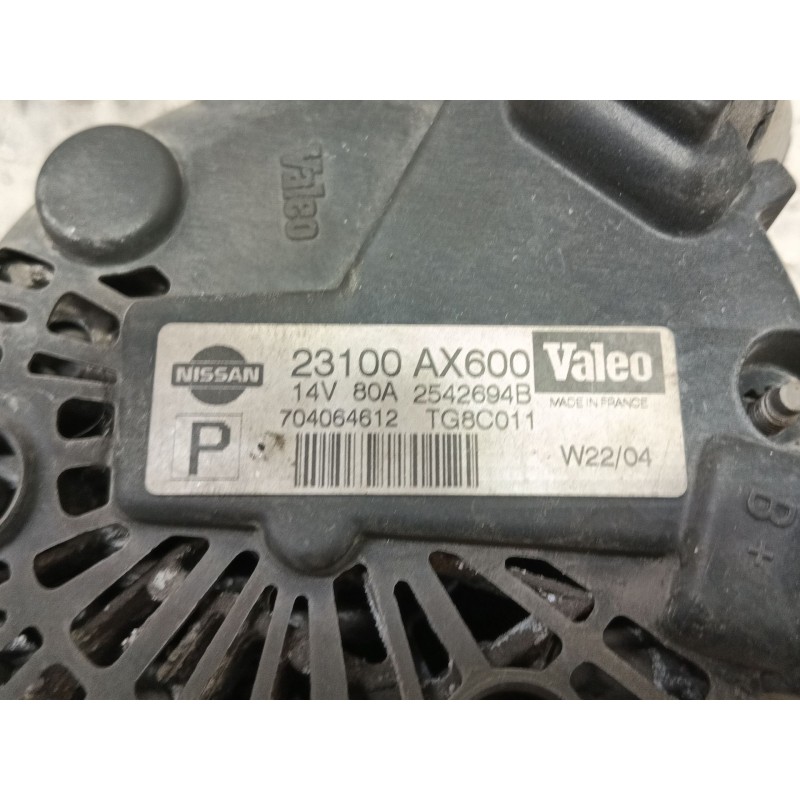 Valeo
NISSAN
23100 AX600
Valeo
14V 80A 2542694B
MADE IN FRANCE
704064612 TG8C011
P
W22/04
B +